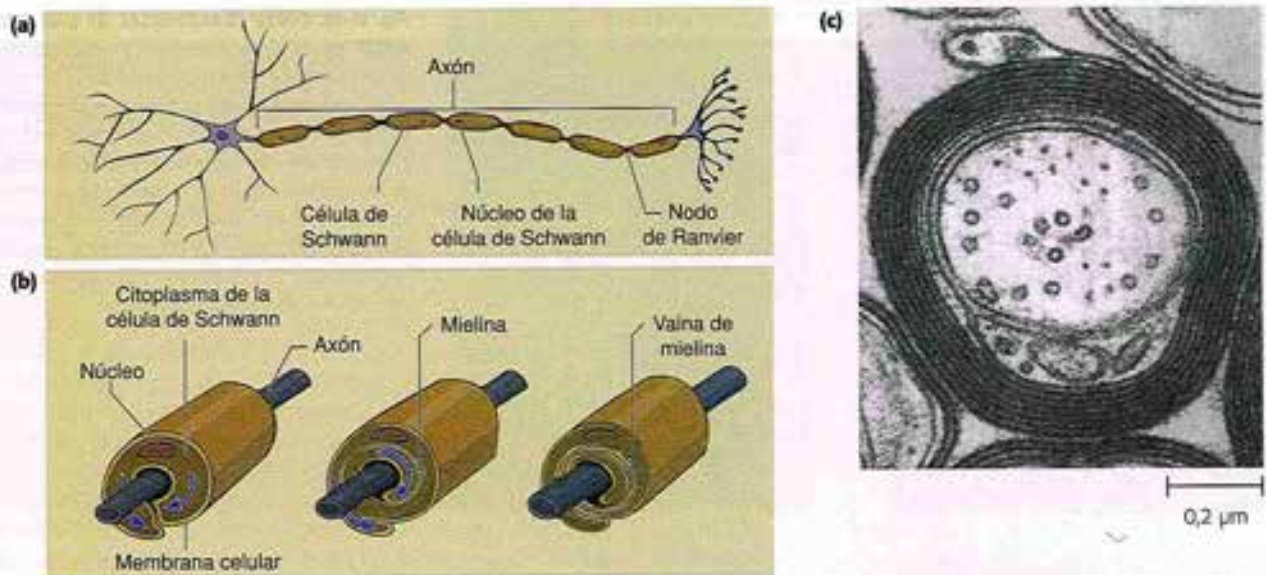 (a)
Axón
Célula de
Schwann
Núcleo de la
célula de Schwann
Nodo
de Ranvier
(b)
Citoplasma de la
célula de Schwann
Núcleo
Axón
Mielina
Vaina de
mielina
Membrana celular
(c)
0,2 μm